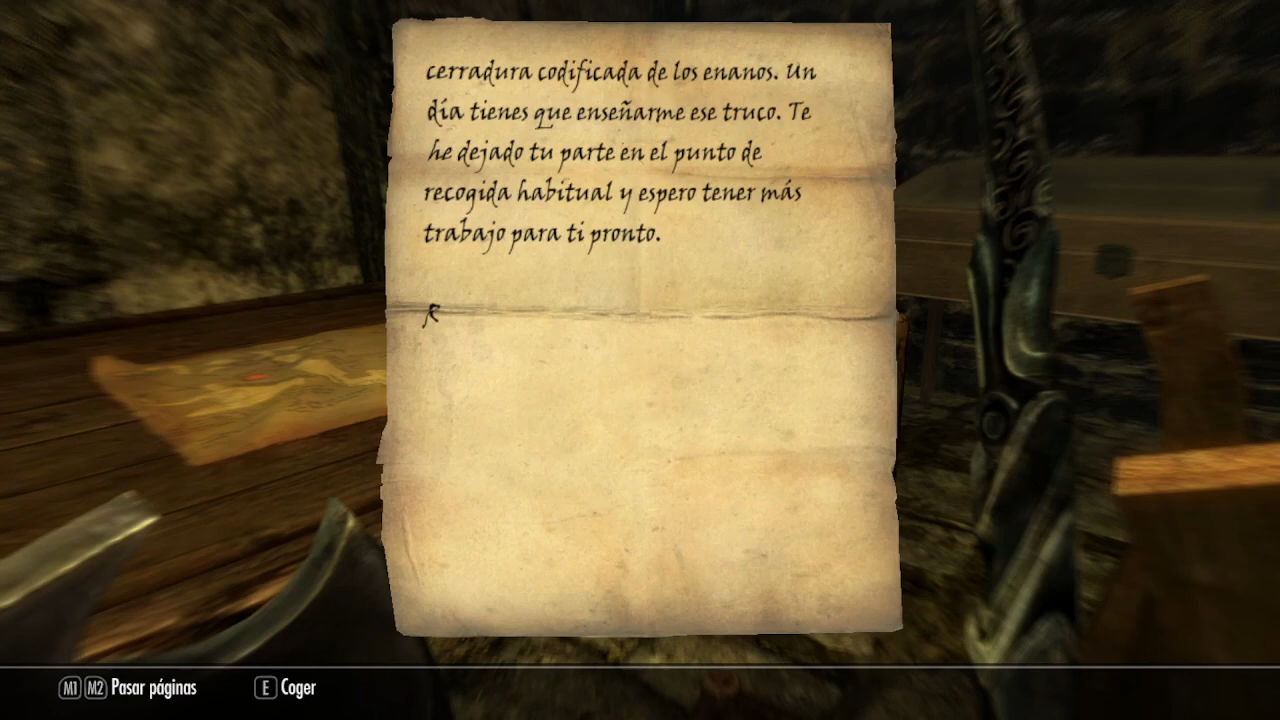 cerradura codificada de los enanos. Un
día tienes que enseñarme ese truco. Te
he dejado tu parte en el punto de
recogida habitual y espero tener más
trabajo para ti pronto.
R
M1 M2 Pasar páginas E Coger